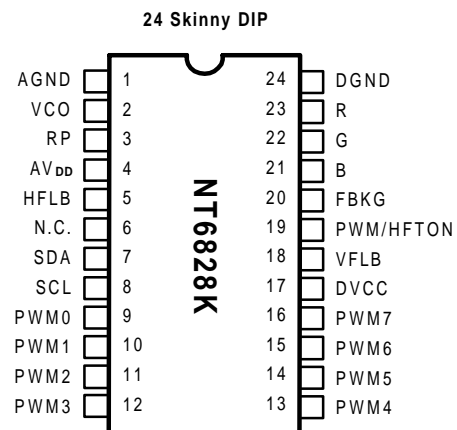 24 Skinny DIP
AGND 1 24 DGND
VCO 2 23 R
RP 3 22 G
AVDD 4 21 B
HFLB 5 20 FBKG
N.C. 6 19 PWM/HFTON
SDA 7 18 VFLB
SCL 8 17 DVCC
PWM0 9 16 PWM7
PWM1 10 15 PWM6
PWM2 11 14 PWM5
PWM3 12 13 PWM4
NT6828K